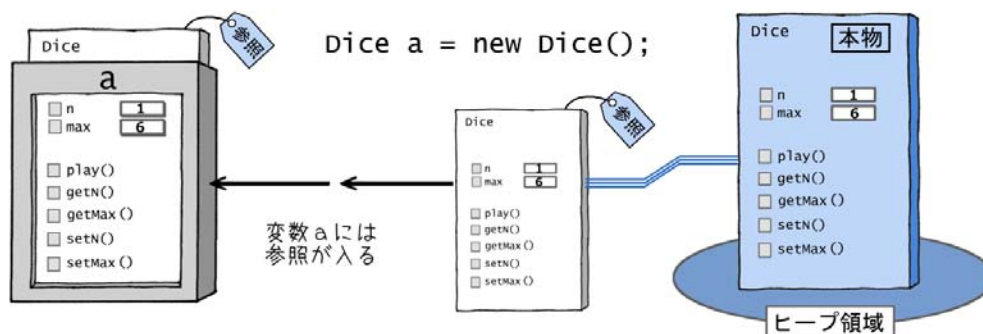 Dice
参照
a
n 1
max 6
play()
getN()
getMax()
setN()
setMax()
Dice a = new Dice();
変数aには
参照が入る
Dice
参照
n 1
max 6
play()
getN()
getMax()
setN()
setMax()
Dice 本物
n 1
max 6
play()
getN()
getMax()
setN()
setMax()
ヒープ領域